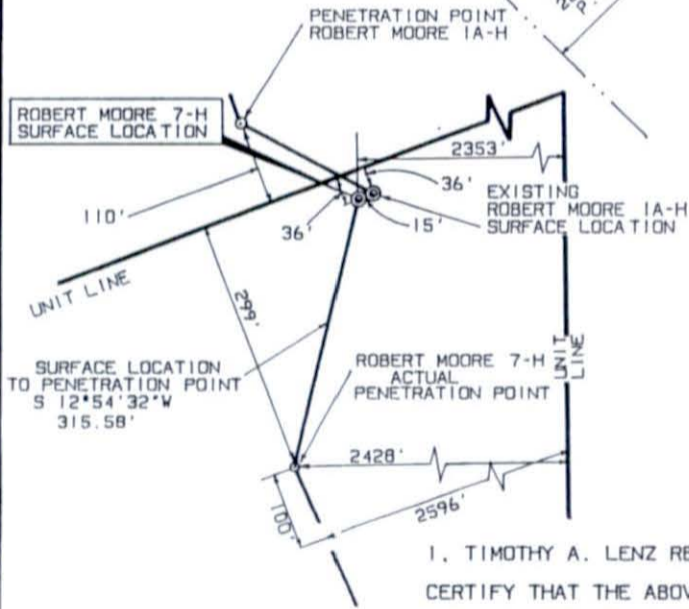 PENETRATION POINT
ROBERT MOORE 1A-H
ROBERT MOORE 7-H
SURFACE LOCATION
2353'
36'
EXISTING
ROBERT MOORE 1A-H
SURFACE LOCATION
110'
36'
15'
UNIT LINE
299'
UNIT
LINE
SURFACE LOCATION
TO PENETRATION POINT
S 12°54'32"W
315.58'
ROBERT MOORE 7-H
ACTUAL
PENETRATION POINT
2428'
2596'
100'
I, TIMOTHY A. LENZ RE
CERTIFY THAT THE ABOV